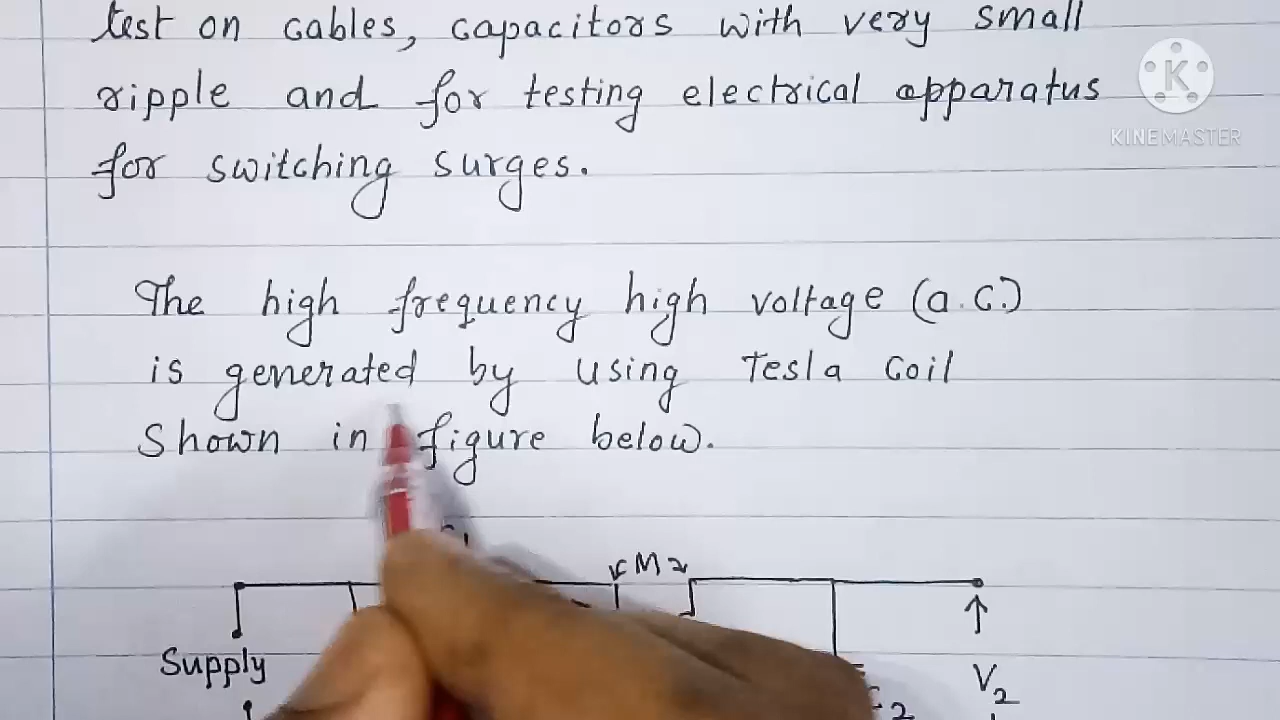 test on cables, capacitors with very small
ripple and for testing electrical apparatus
for switching surges.
K
KINEMASTER
The high frequency high voltage (a.c.)
is generated by using Tesla Coil
Shown in figure below.
M
Supply
V2